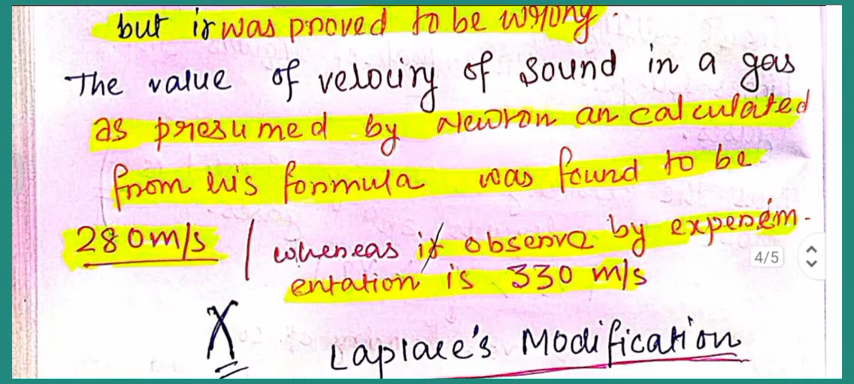 but it was proved to be wrong.
The value of velocity of sound in a gas
as presumed by Newton an calculated
from his formula was found to be
280m/s / whereas it observe by experim-
entation is 330 m/s
X
Laplace's Modification
4/5